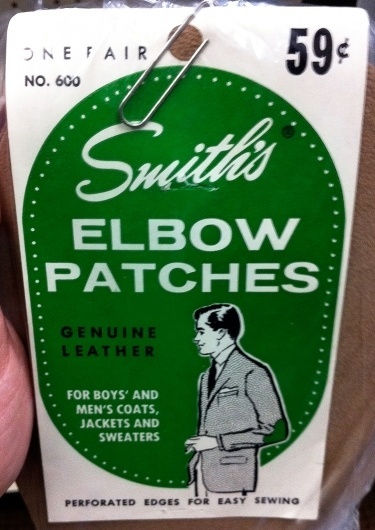 ONE PAIR
59¢
NO. 600
Smith's®
ELBOW
PATCHES
GENUINE
LEATHER
FOR BOYS' AND
MEN'S COATS,
JACKETS AND
SWEATERS
PERFORATED EDGES FOR EASY SEWING